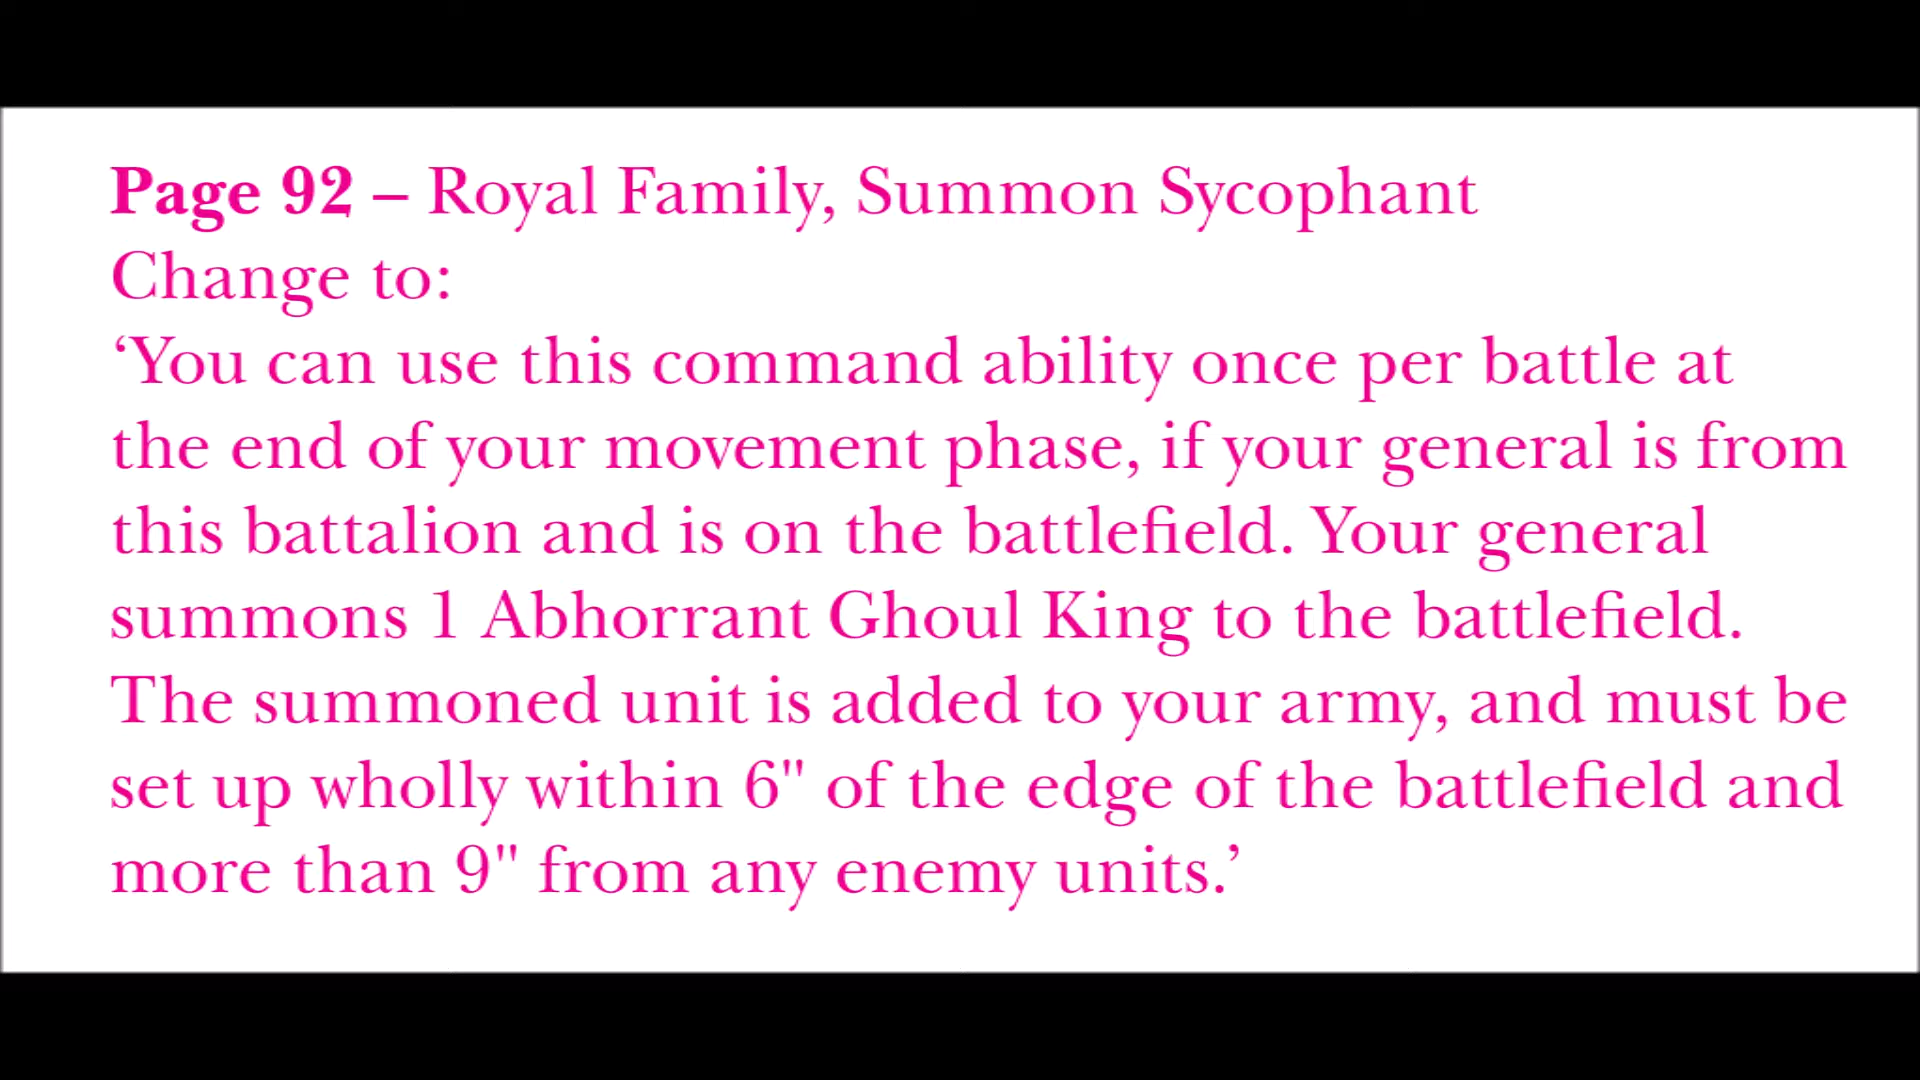 Page 92 – Royal Family, Summon Sycophant
Change to:
‘You can use this command ability once per battle at
the end of your movement phase, if your general is from
this battalion and is on the battlefield. Your general
summons 1 Abhorrant Ghoul King to the battlefield.
The summoned unit is added to your army, and must be
set up wholly within 6" of the edge of the battlefield and
more than 9" from any enemy units.’